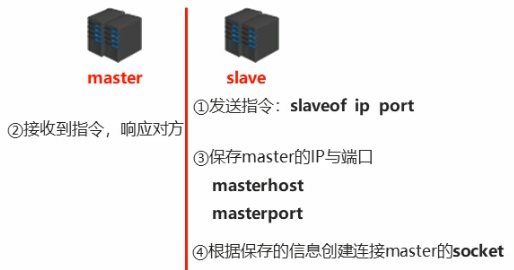 master
slave
①发送指令：slaveof ip port
②接收到指令，响应对方
③保存master的IP与端口
masterhost
masterport
④根据保存的信息创建连接master的socket